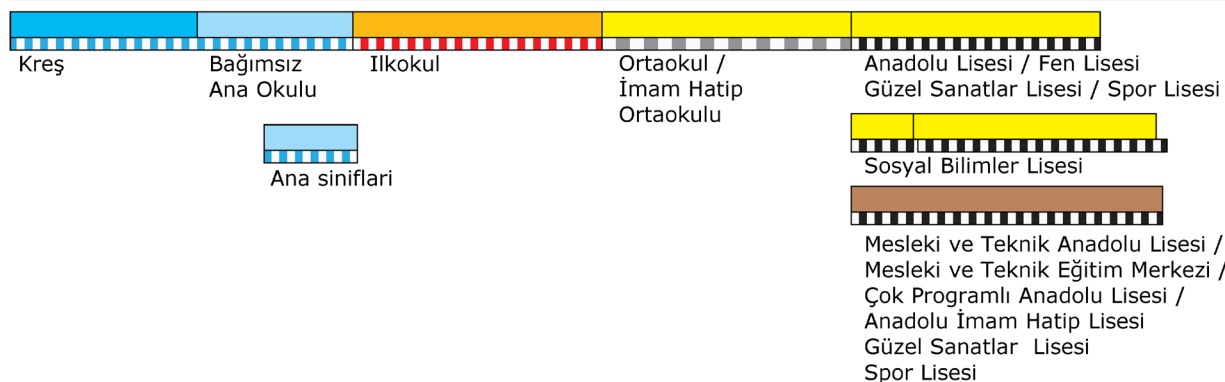 Kreş
Bağımsız
Ana Okulu
Ana siniflari
Ilkokul
Ortaokul /
İmam Hatip
Ortaokulu
Anadolu Lisesi / Fen Lisesi
Güzel Sanatlar Lisesi / Spor Lisesi
Sosyal Bilimler Lisesi
Mesleki ve Teknik Anadolu Lisesi /
Mesleki ve Teknik Eğitim Merkezi /
Çok Programlı Anadolu Lisesi /
Anadolu İmam Hatip Lisesi
Güzel Sanatlar Lisesi
Spor Lisesi